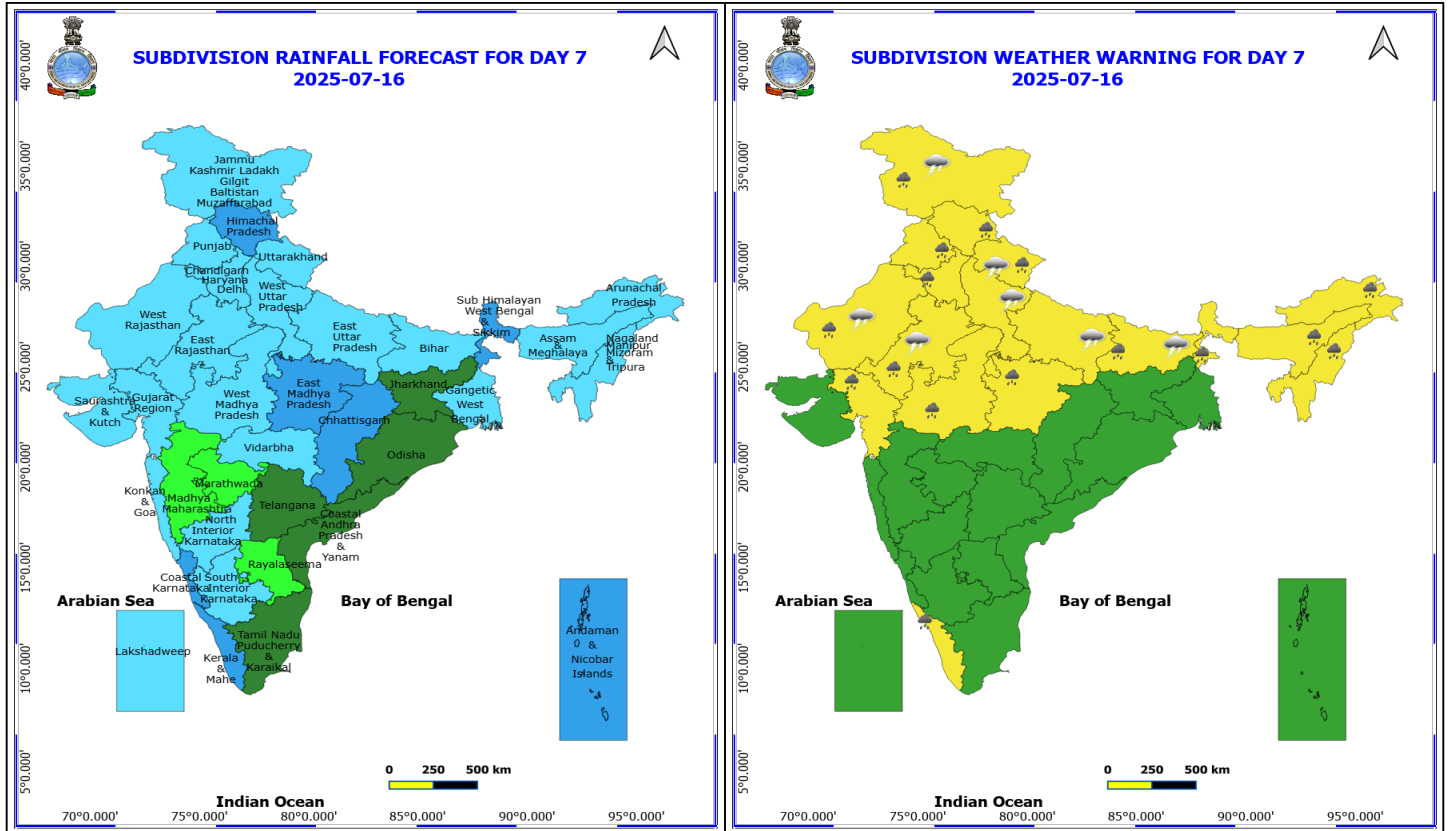 SUBDIVISION RAINFALL FORECAST FOR DAY 7
2025-07-16
40°0.000'
35°0.000'
30°0.000'
25°0.000'
20°0.000'
15°0.000'
10°0.000'
5°0.000'
Jammu
Kashmir Ladakh
Gilgit
Baltistan
Muzaffarabad
Himachal
Pradesh
Punjab
Uttarakhand
Chandigarh
Haryana
Delhi
West
Uttar
Pradesh
West
Rajasthan
East
Rajasthan
East
Uttar
Pradesh
Bihar
Sub Himalayan
West Bengal
&
Sikkim
Arunachal
Pradesh
Assam
&
Meghalaya
Nagaland
Manipur
Mizoram
&
Tripura
Saurashtra
&
Kutch
Gujarat
Region
West
Madhya
Pradesh
East
Madhya
Pradesh
Jharkhand
Gangetic
West
Bengal
Chhattisgarh
Odisha
Vidarbha
Konkan
&
Goa
Madhya
Maharashtra
Marathwada
Telangana
Coastal
Andhra
Pradesh
&
Yanam
North
Interior
Karnataka
Rayalaseema
Coastal
Karnataka
South
Interior
Karnataka
Tamil Nadu
Puducherry
&
Karaikal
Kerala
&
Mahe
Arabian Sea
Lakshadweep
Bay of Bengal
Andaman
&
Nicobar
Islands
0 250 500 km
Indian Ocean
70°0.000' 75°0.000' 80°0.000' 85°0.000' 90°0.000' 95°0.000'
SUBDIVISION WEATHER WARNING FOR DAY 7
2025-07-16
40°0.000'
35°0.000'
30°0.000'
25°0.000'
20°0.000'
15°0.000'
10°0.000'
5°0.000'
Arabian Sea
Bay of Bengal
0 250 500 km
Indian Ocean
70°0.000' 75°0.000' 80°0.000' 85°0.000' 90°0.000' 95°0.000'